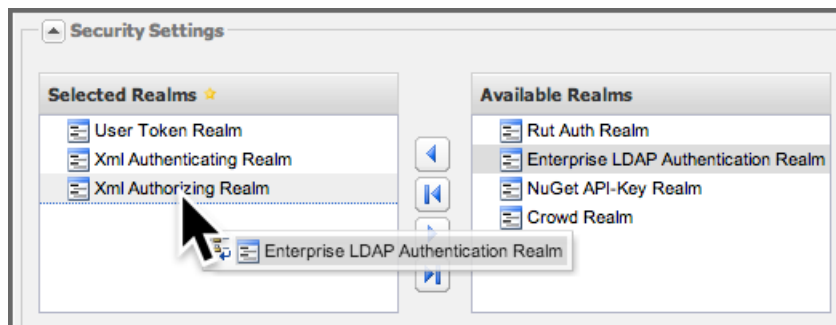 Security Settings
Selected Realms
User Token Realm
Xml Authenticating Realm
Xml Authorizing Realm
Available Realms
Rut Auth Realm
Enterprise LDAP Authentication Realm
NuGet API-Key Realm
Crowd Realm
Enterprise LDAP Authentication Realm